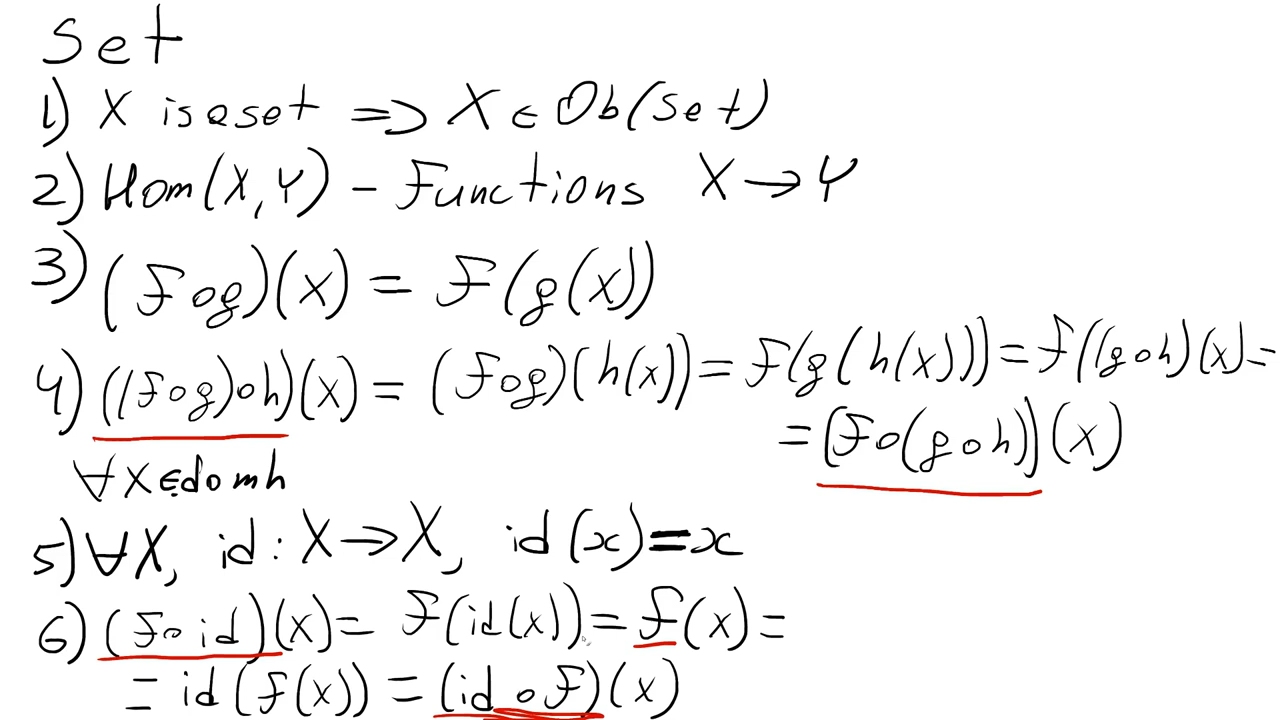 Set
1) X is a set => X ∈ Ob(Set)
2) Hom(X, Y) - Functions X → Y
3) (F∘g)(x) = F(g(x))
4) ((F∘g)∘h)(x) = (F∘g)(h(x)) = F(g(h(x))) = F((g∘h)(x) =
= (F∘(g∘h))(x)
∀x∈dom h
5) ∀X, id: X → X, id(x)=x
6) (F∘id)(x) = F(id(x)) = F(x) =
= id(F(x)) = (id∘F)(x)